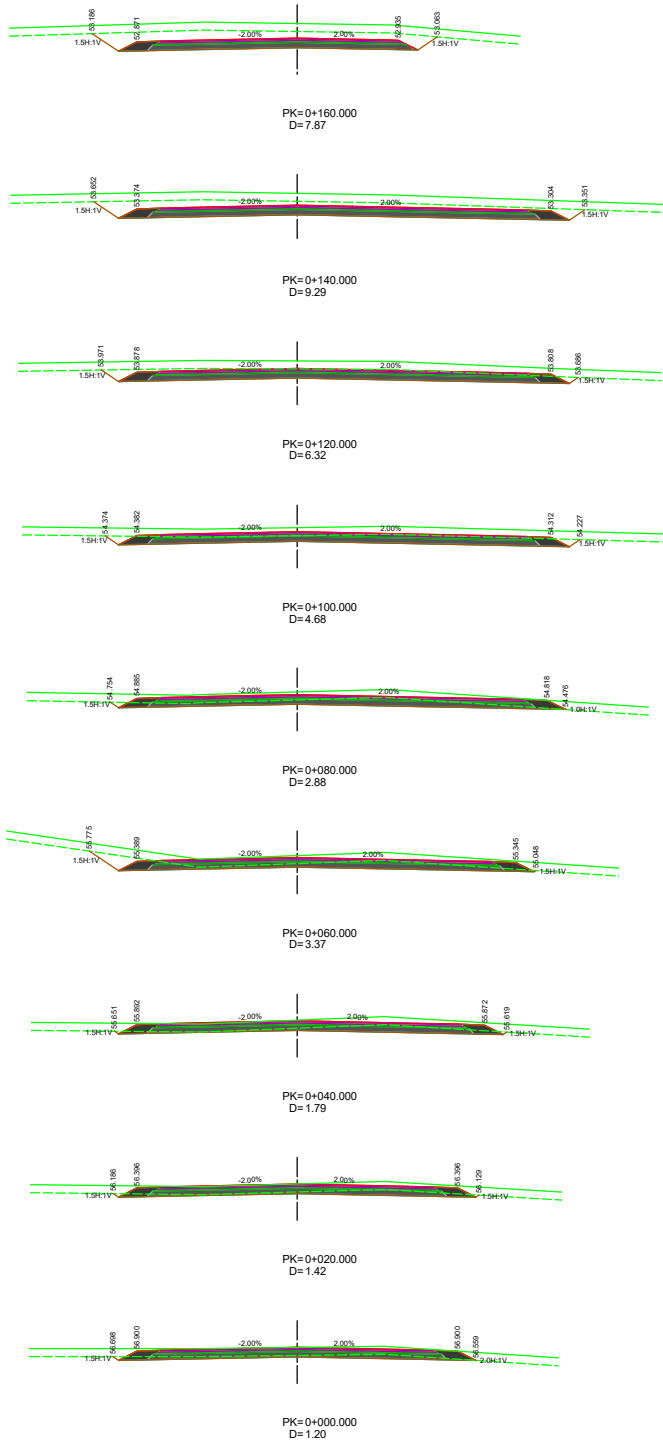 53.186
52.871
-2.00%
2.00%
52.935
53.063
1.5H:1V
1.5H:1V
PK=0+160.000
D=7.87
53.652
53.374
-2.00%
2.00%
53.304
53.351
1.5H:1V
1.5H:1V
PK=0+140.000
D=9.29
53.971
53.878
-2.00%
2.00%
53.808
53.686
1.5H:1V
1.5H:1V
PK=0+120.000
D=6.32
54.374
54.382
-2.00%
2.00%
54.312
54.227
1.5H:1V
1.5H:1V
PK=0+100.000
D=4.68
54.754
54.885
-2.00%
2.00%
54.818
54.476
1.5H:1V
1.0H:1V
PK=0+080.000
D=2.88
55.775
55.389
-2.00%
2.00%
55.345
55.048
1.5H:1V
1.5H:1V
PK=0+060.000
D=3.37
55.651
55.892
-2.00%
2.00%
55.872
55.619
1.5H:1V
1.5H:1V
PK=0+040.000
D=1.79
56.186
56.396
-2.00%
2.00%
56.396
56.129
1.5H:1V
1.5H:1V
PK=0+020.000
D=1.42
56.698
56.900
-2.00%
2.00%
56.900
56.559
1.5H:1V
2.0H:1V
PK=0+000.000
D=1.20